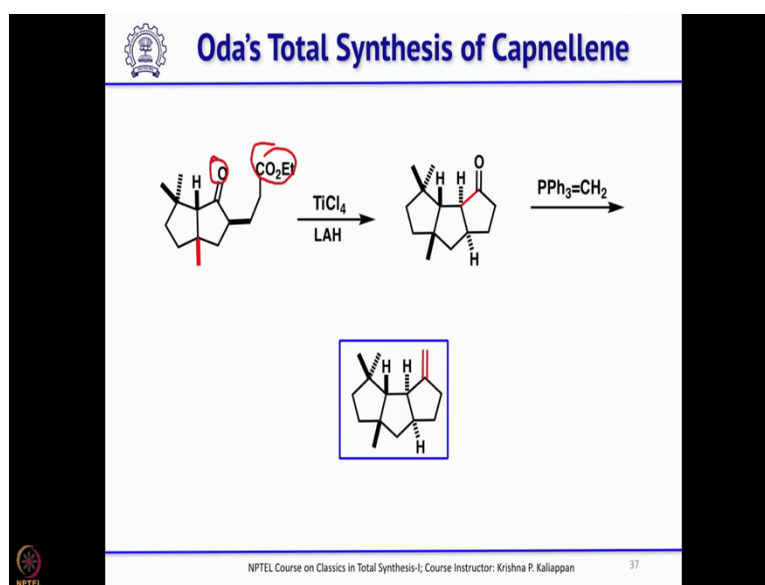 Oda's Total Synthesis of Capnellene
H
O
CO₂Et
TiCl₄
LAH
H H
O
H
PPh₃=CH₂
H H
H
NPTEL Course on Classics in Total Synthesis-I; Course Instructor: Krishna P. Kaliappan
37
NPTEL